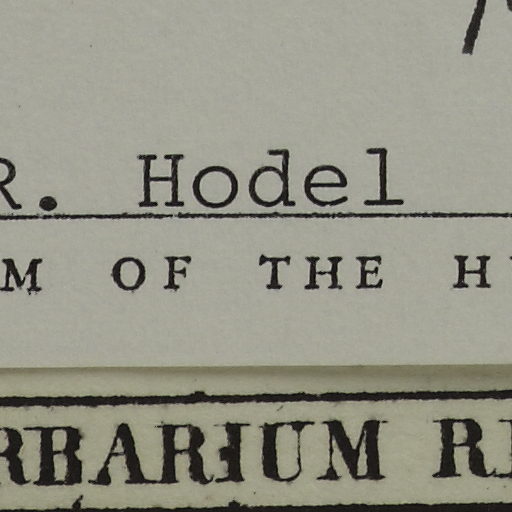 R. Hodel
M OF THE H
RBARIUM R